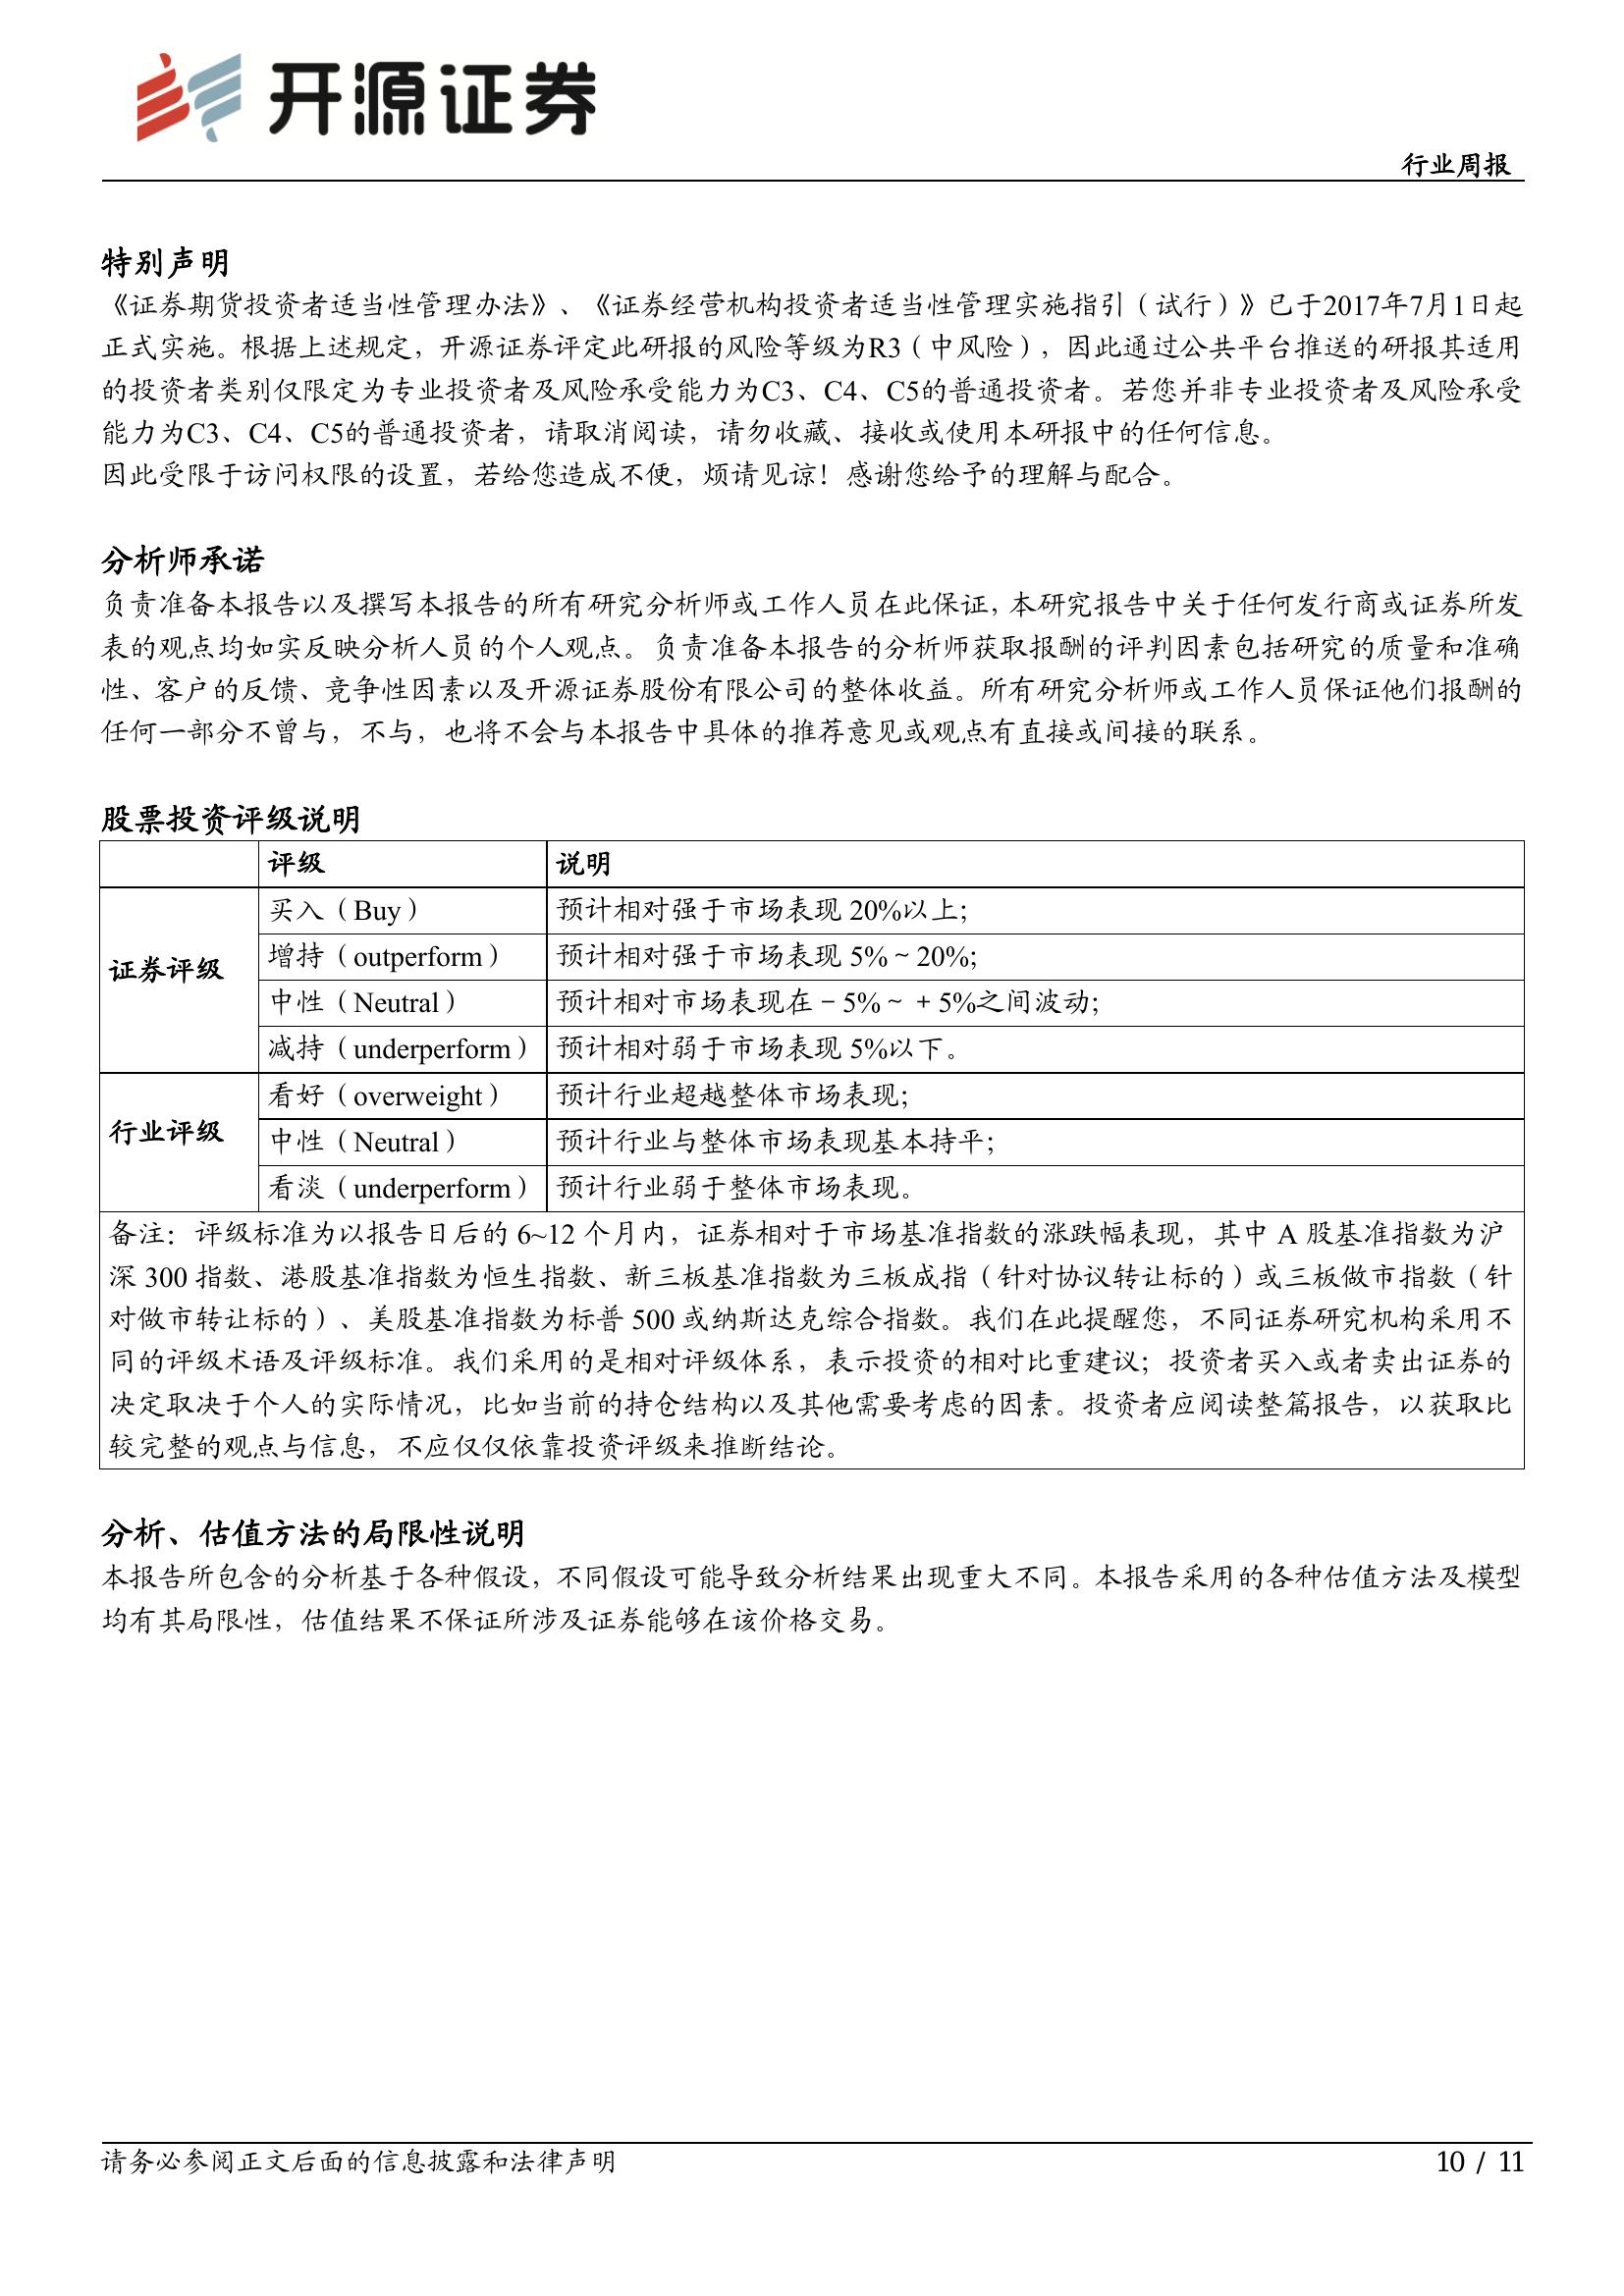 开源证券
行业周报
特别声明
《证券期货投资者适当性管理办法》、《证券经营机构投资者适当性管理实施指引（试行）》已于2017年7月1日起
正式实施。根据上述规定，开源证券评定此研报的风险等级为R3（中风险），因此通过公共平台推送的研报其适用
的投资者类别仅限定为专业投资者及风险承受能力为C3、C4、C5的普通投资者。若您并非专业投资者及风险承受
能力为C3、C4、C5的普通投资者，请取消阅读，请勿收藏、接收或使用本研报中的任何信息。
因此受限于访问权限的设置，若给您造成不便，烦请见谅！感谢您给予的理解与配合。
分析师承诺
负责准备本报告以及撰写本报告的所有研究分析师或工作人员在此保证，本研究报告中关于任何发行商或证券所发
表的观点均如实反映分析人员的个人观点。负责准备本报告的分析师获取报酬的评判因素包括研究的质量和准确
性、客户的反馈、竞争性因素以及开源证券股份有限公司的整体收益。所有研究分析师或工作人员保证他们报酬的
任何一部分不曾与，不与，也将不会与本报告中具体的推荐意见或观点有直接或间接的联系。
股票投资评级说明
评级 说明
证券评级
买入（Buy） 预计相对强于市场表现 20%以上；
增持（outperform） 预计相对强于市场表现 5%～20%；
中性（Neutral） 预计相对市场表现在－5%～＋5%之间波动；
减持（underperform） 预计相对弱于市场表现 5%以下。
行业评级
看好（overweight） 预计行业超越整体市场表现；
中性（Neutral） 预计行业与整体市场表现基本持平；
看淡（underperform） 预计行业弱于整体市场表现。
备注：评级标准为以报告日后的 6~12 个月内，证券相对于市场基准指数的涨跌幅表现，其中 A 股基准指数为沪
深 300 指数、港股基准指数为恒生指数、新三板基准指数为三板成指（针对协议转让标的）或三板做市指数（针
对做市转让标的）、美股基准指数为标普 500 或纳斯达克综合指数。我们在此提醒您，不同证券研究机构采用不
同的评级术语及评级标准。我们采用的是相对评级体系，表示投资的相对比重建议；投资者买入或者卖出证券的
决定取决于个人的实际情况，比如当前的持仓结构以及其他需要考虑的因素。投资者应阅读整篇报告，以获取比
较完整的观点与信息，不应仅仅依靠投资评级来推断结论。
分析、估值方法的局限性说明
本报告所包含的分析基于各种假设，不同假设可能导致分析结果出现重大不同。本报告采用的各种估值方法及模型
均有其局限性，估值结果不保证所涉及证券能够在该价格交易。
请务必参阅正文后面的信息披露和法律声明
10 / 11